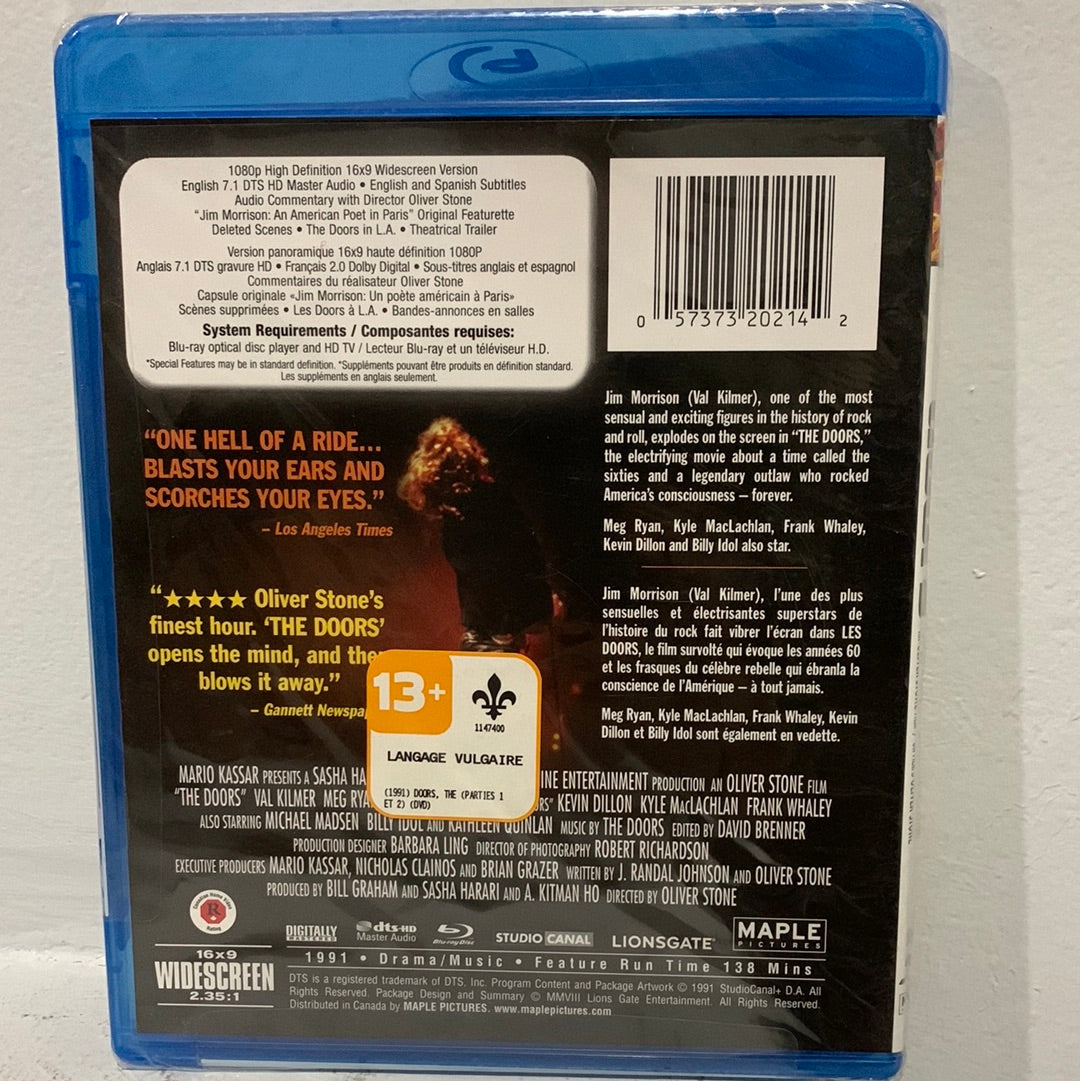 1080p High Definition 16x9 Widescreen Version
English 7.1 DTS HD Master Audio • English and Spanish Subtitles
Audio Commentary with Director Oliver Stone
“Jim Morrison: An American Poet in Paris” Original Featurette
Deleted Scenes • The Doors in L.A. • Theatrical Trailer
Version panoramique 16x9 haute définition 1080P
Anglais 7.1 DTS gravure HD • Français 2.0 Dolby Digital • Sous-titres anglais et espagnol
Commentaires du réalisateur Oliver Stone
Capsule originale «Jim Morrison: Un poète américain à Paris»
Scènes supprimées • Les Doors à L.A. • Bandes-annonces en salles
System Requirements / Composantes requises:
Blu-ray optical disc player and HD TV / Lecteur Blu-ray et un téléviseur H.D.
*Special Features may be in standard definition. *Suppléments pouvant être produits en définition standard.
Les suppléments en anglais seulement.
0 57373 20214 2
“ONE HELL OF A RIDE...
BLASTS YOUR EARS AND
SCORCHES YOUR EYES.”
– Los Angeles Times
“★★★★ Oliver Stone’s
finest hour. ‘THE DOORS’
opens the mind, and the
blows it away.”
– Gannett Newspa
Jim Morrison (Val Kilmer), one of the most
sensual and exciting figures in the history of rock
and roll, explodes on the screen in “THE DOORS,”
the electrifying movie about a time called the
sixties and a legendary outlaw who rocked
America’s consciousness – forever.
Meg Ryan, Kyle MacLachlan, Frank Whaley,
Kevin Dillon and Billy Idol also star.
Jim Morrison (Val Kilmer), l’une des plus
sensuelles et électrisantes superstars de
l’histoire du rock fait vibrer l’écran dans LES
DOORS, le film survolté qui évoque les années 60
et les frasques du célèbre rebelle qui ébranla la
conscience de l’Amérique – à tout jamais.
Meg Ryan, Kyle MacLachlan, Frank Whaley, Kevin
Dillon et Billy Idol sont également en vedette.
13+
1147400
LANGAGE VULGAIRE
(1991) DOORS, THE (PARTIES 1
ET 2) (DVD)
MARIO KASSAR PRESENTS A SASHA HA INE ENTERTAINMENT PRODUCTION AN OLIVER STONE FILM
“THE DOORS” VAL KILMER MEG RYA ORS” KEVIN DILLON KYLE MacLACHLAN FRANK WHALEY
ALSO STARRING MICHAEL MADSEN BILLY IDOL AND KATHLEEN QUINLAN MUSIC BY THE DOORS EDITED BY DAVID BRENNER
PRODUCTION DESIGNER BARBARA LING DIRECTOR OF PHOTOGRAPHY ROBERT RICHARDSON
EXECUTIVE PRODUCERS MARIO KASSAR, NICHOLAS CLAINOS AND BRIAN GRAZER WRITTEN BY J. RANDAL JOHNSON AND OLIVER STONE
PRODUCED BY BILL GRAHAM AND SASHA HARARI AND A. KITMAN HO DIRECTED BY OLIVER STONE
Canadian Home Video
R
Rating
DIGITALLY
MASTERED
dts-HD
Master Audio
Blu-ray Disc
STUDIO CANAL
LIONSGATE
MAPLE
PICTURES
16x9
WIDESCREEN
2.35:1
1991 • Drama/Music • Feature Run Time 138 Mins
DTS is a registered trademark of DTS, Inc. Program Content and Package Artwork © 1991 StudioCanal+ D.A. All
Rights Reserved. Package Design and Summary © MMVIII Lions Gate Entertainment. All Rights Reserved.
Distributed in Canada by MAPLE PICTURES. www.maplepictures.com